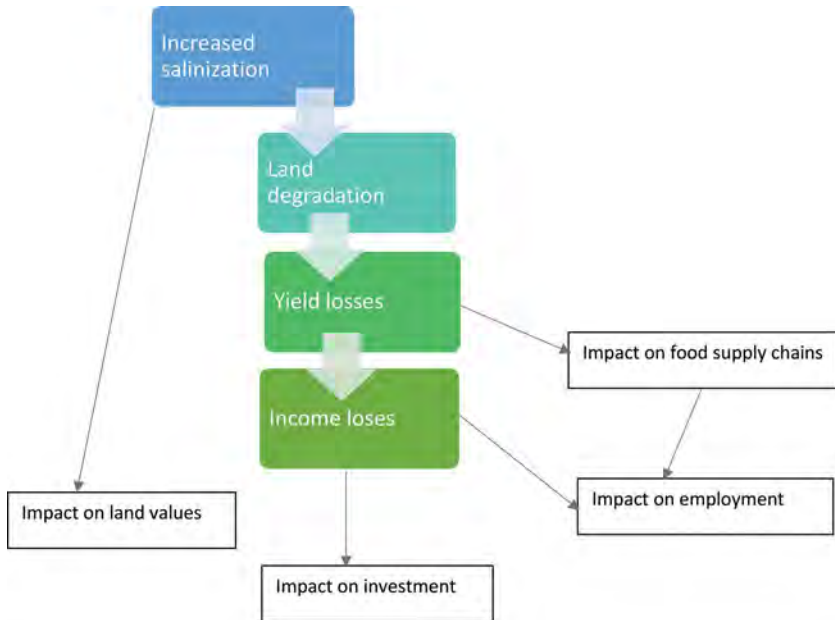 Increased
salinization
Land
degradation
Yield losses
Impact on food supply chains
Income loses
Impact on employment
Impact on land values
Impact on investment